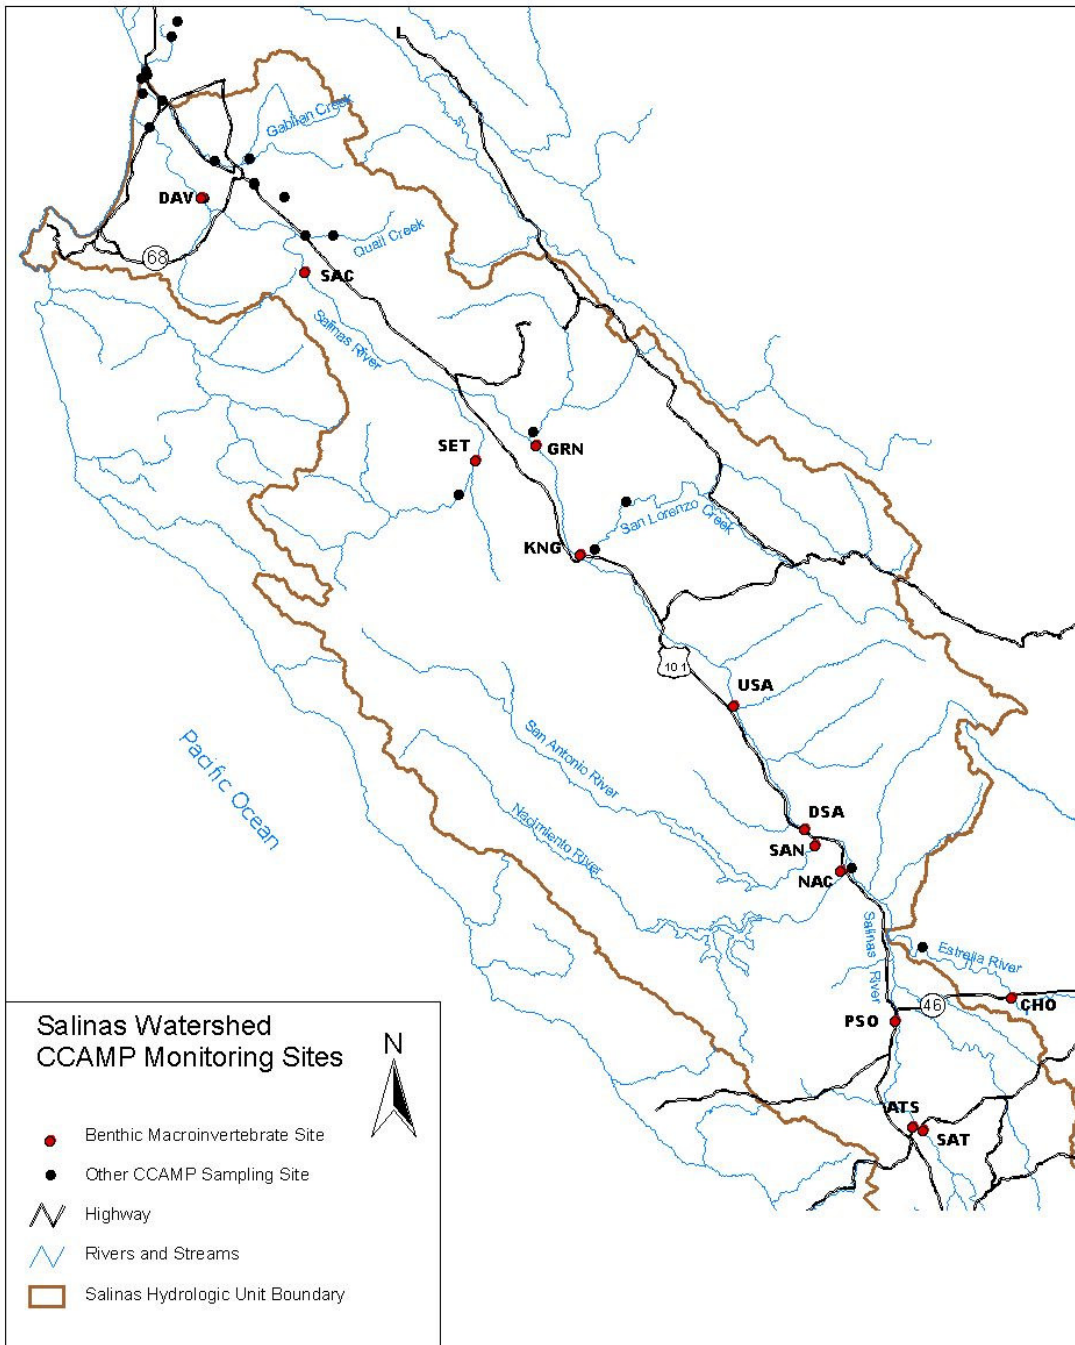 L
Gabilan Creek
DAV
Quail Creek
68
SAC
Salinas River
SET
GRN
San Lorenzo Creek
KNG
101
USA
San Antonio River
Pacific Ocean
Nacimiento River
DSA
SAN
NAC
Salinas River
Estrella River
46
CHO
PSO
ATS
SAT
Salinas Watershed
CCAMP Monitoring Sites
N
Benthic Macroinvertebrate Site
Other CCAMP Sampling Site
Highway
Rivers and Streams
Salinas Hydrologic Unit Boundary